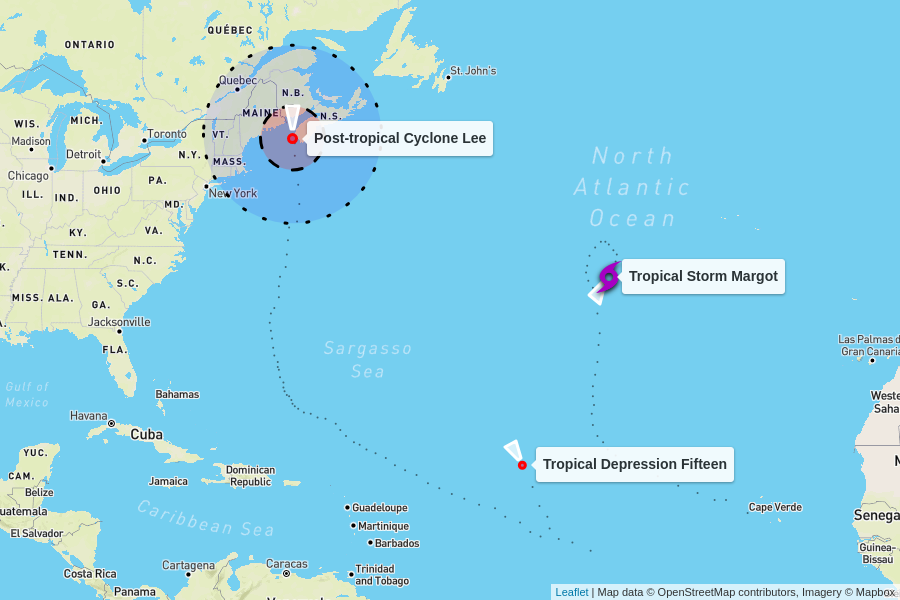 QUÉBEC
ONTARIO
St. John's
Quebec
N.B.
MAINE
N.S.
WIS.
MICH.
Toronto
VT.
Post-tropical Cyclone Lee
Madison
Detroit
N.Y.
MASS.
Chicago
PA.
New York
ILL.
IND.
OHIO
MD.
North
Atlantic
Ocean
KY.
VA.
TENN.
N.C.
K.
S.C.
Tropical Storm Margot
MISS.
ALA.
GA.
Jacksonville
FLA.
Sargasso
Sea
Las Palmas d
Gran Canaria
Gulf of
Mexico
Bahamas
Weste
Saha
Havana
Cuba
YUC.
CAM.
Belize
Dominican
Republic
Jamaica
Tropical Depression Fifteen
uatemala
El Salvador
Caribbean Sea
Guadeloupe
Martinique
Barbados
Cape Verde
Senega
Guinea-
Bissau
Costa Rica
Cartagena
Caracas
Trinidad
and Tobago
Panama
Leaflet | Map data © OpenStreetMap contributors, Imagery © Mapbox